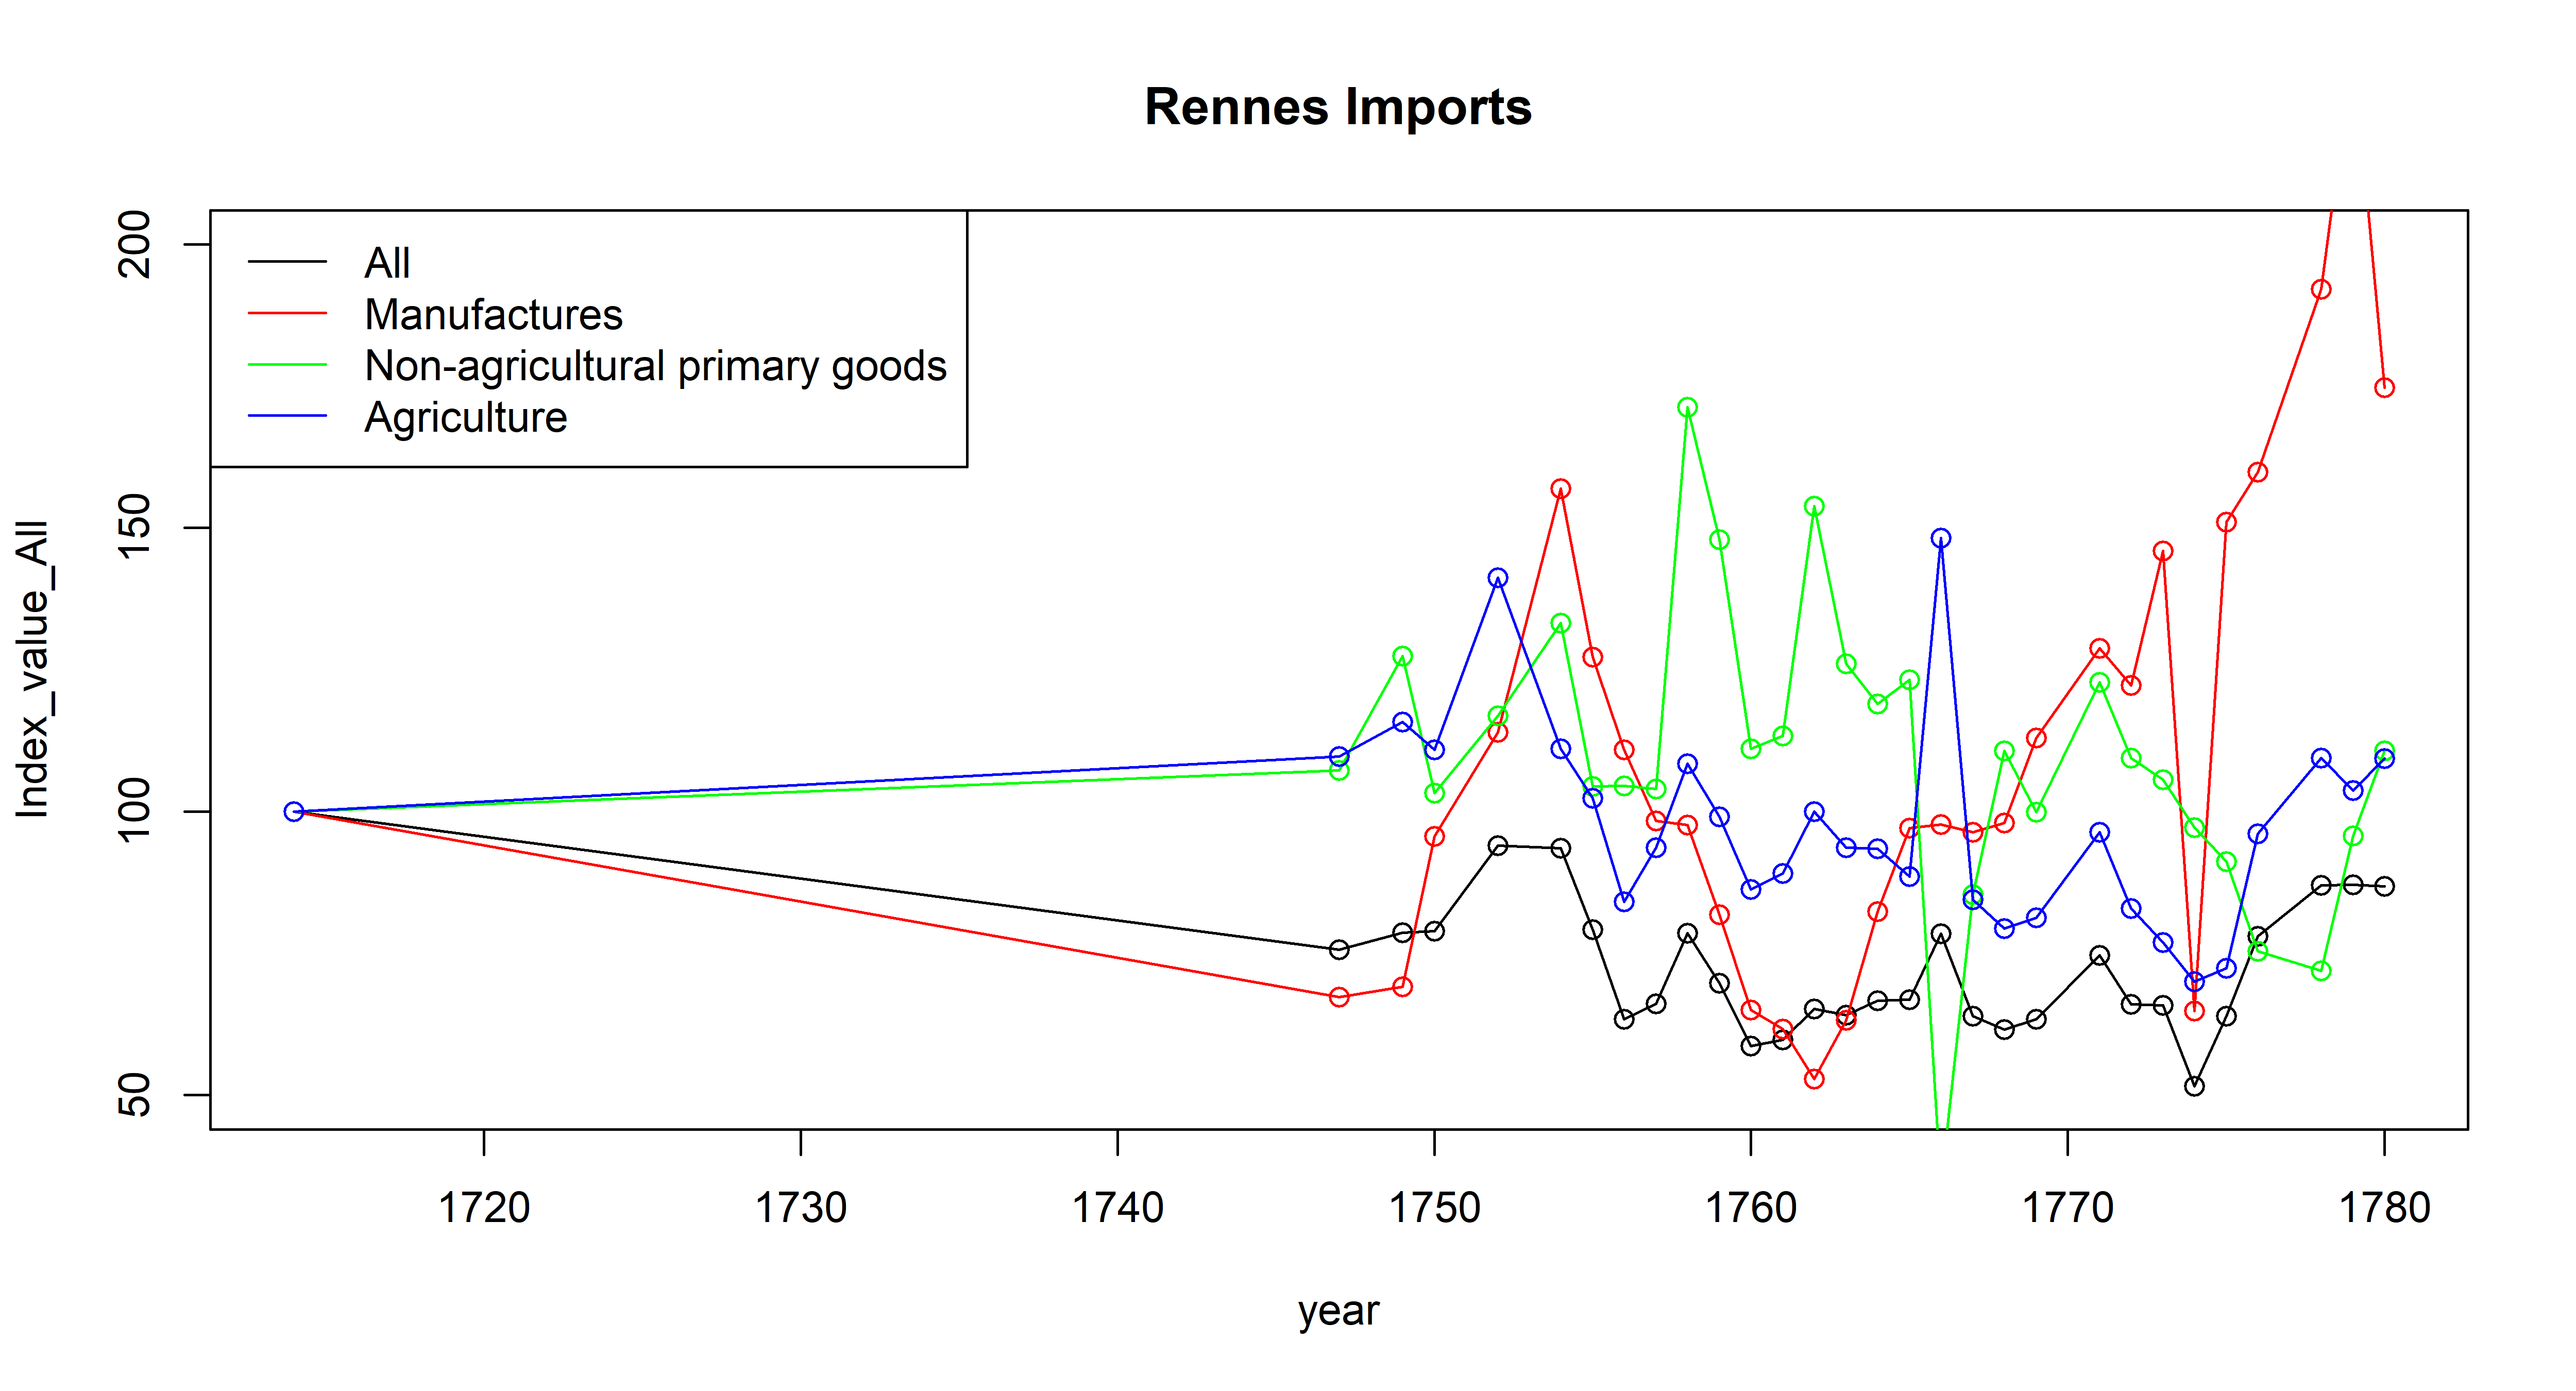 Rennes Imports
All
Manufactures
Non-agricultural primary goods
Agriculture
Index_value_All
200
150
100
50
1720 1730 1740 1750 1760 1770 1780
year